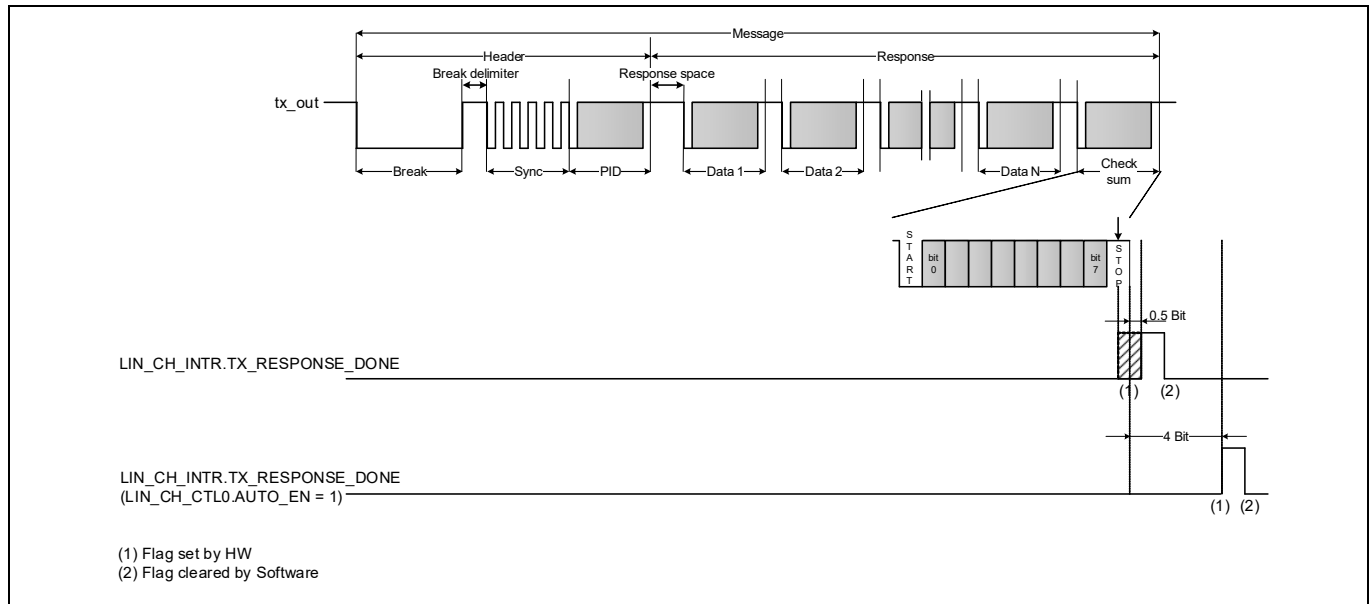 Message
Header Response
Break delimiter Response space
tx_out
Break Sync PID Data 1 Data 2 Data N Check sum
START bit 0 bit 7 STOP
0.5 Bit
LIN_CH_INTR.TX_RESPONSE_DONE
(1) (2)
4 Bit
LIN_CH_INTR.TX_RESPONSE_DONE
(LIN_CH_CTL0.AUTO_EN = 1)
(1) (2)
(1) Flag set by HW
(2) Flag cleared by Software